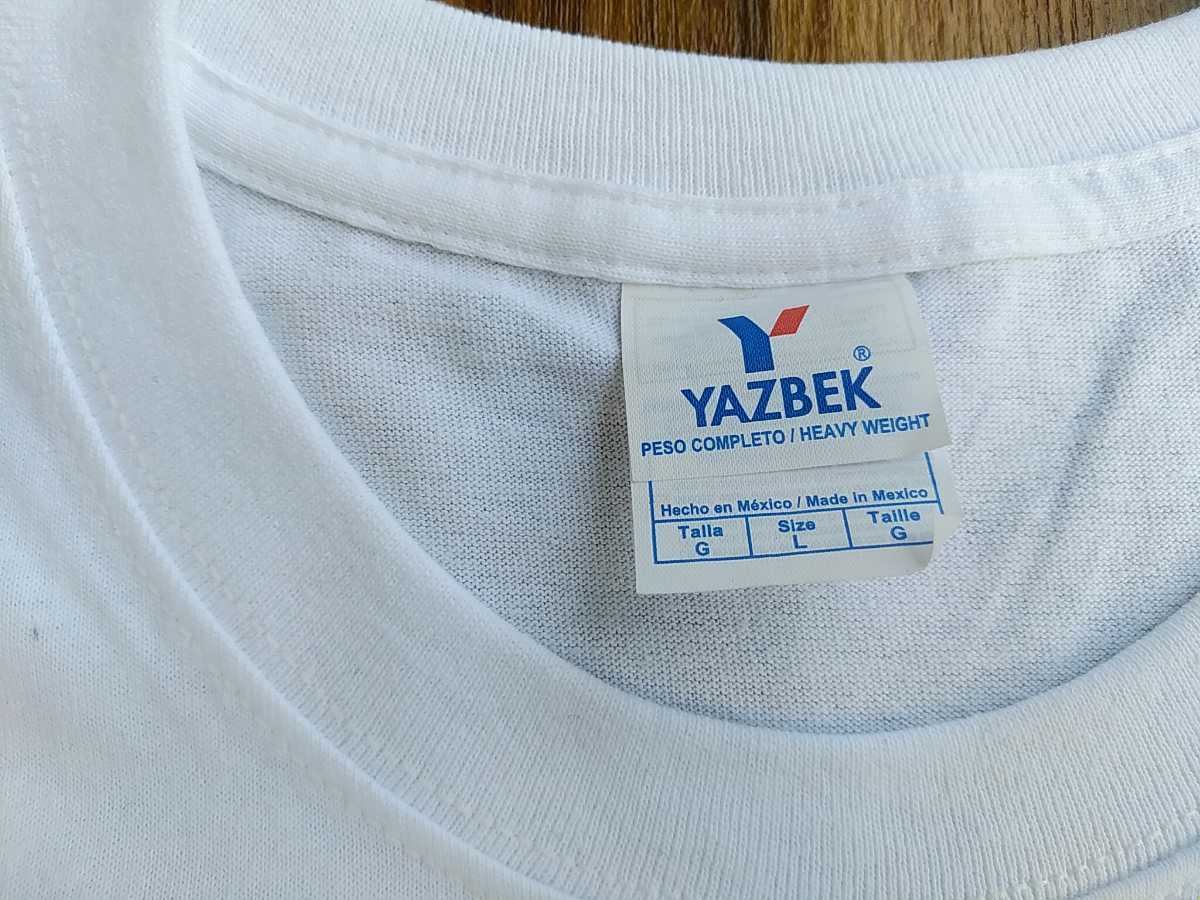 Y
®
YAZBEK
PESO COMPLETO / HEAVY WEIGHT
Hecho en México / Made in Mexico
Talla Size Taille
G L G